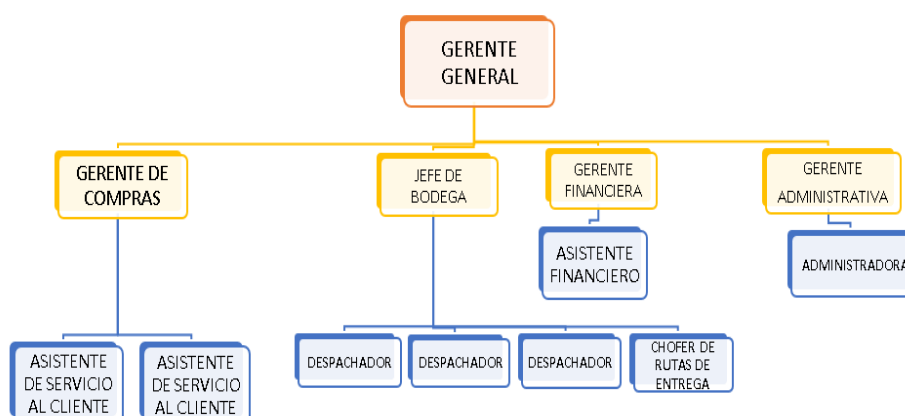 GERENTE
GENERAL
GERENTE DE
COMPRAS
JEFE DE
BODEGA
GERENTE
FINANCIERA
GERENTE
ADMINISTRATIVA
ASISTENTE
FINANCIERO
ADMINISTRADORA
ASISTENTE
DE SERVICIO
AL CLIENTE
ASISTENTE
DE SERVICIO
AL CLIENTE
DESPACHADOR
DESPACHADOR
DESPACHADOR
CHOFER DE
RUTAS DE
ENTREGA